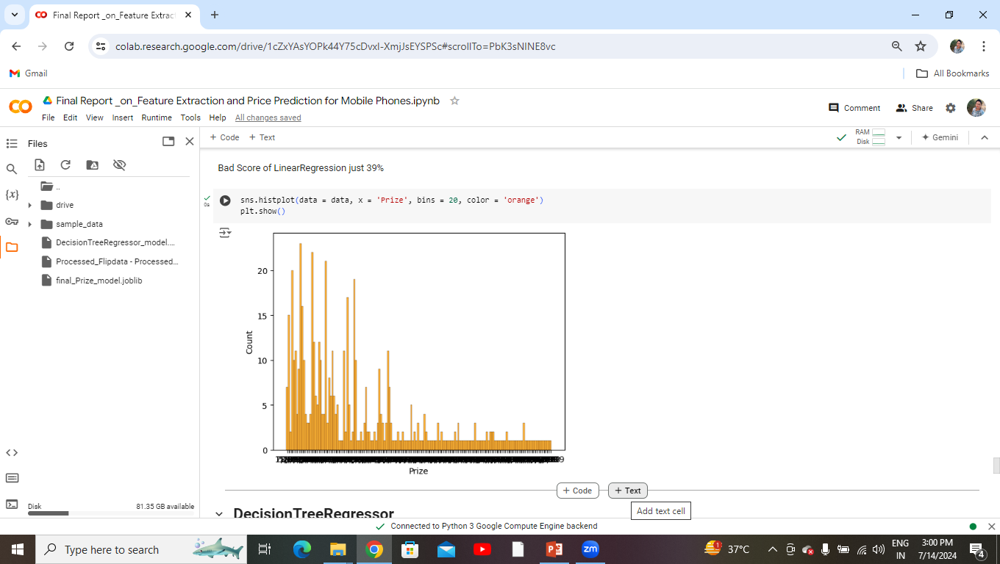 Final Report _on_Feature Extrac
colab.research.google.com/drive/1cZxYAsYOPk44Y75cDvxI-XmjJsEYSPSc#scrollTo=PbK3sNINE8vc
Gmail
All Bookmarks
Final Report _on_Feature Extraction and Price Prediction for Mobile Phones.ipynb
Comment
Share
File Edit View Insert Runtime Tools Help All changes saved
Files
+ Code + Text
RAM
Disk
Gemini
..
drive
sample_data
DecisionTreeRegressor_model....
Processed_Flipdata - Processed...
final_Prize_model.joblib
Disk
81.35 GB available
Bad Score of LinearRegression just 39%
0s
sns.histplot(data = data, x = 'Prize', bins = 20, color = 'orange')
plt.show()
20
15
10
5
0
Count
Prize
+ Code + Text
Add text cell
DecisionTreeRegressor
Connected to Python 3 Google Compute Engine backend
Type here to search
zm
1
37°C
ENG
IN
3:00 PM
7/14/2024
4